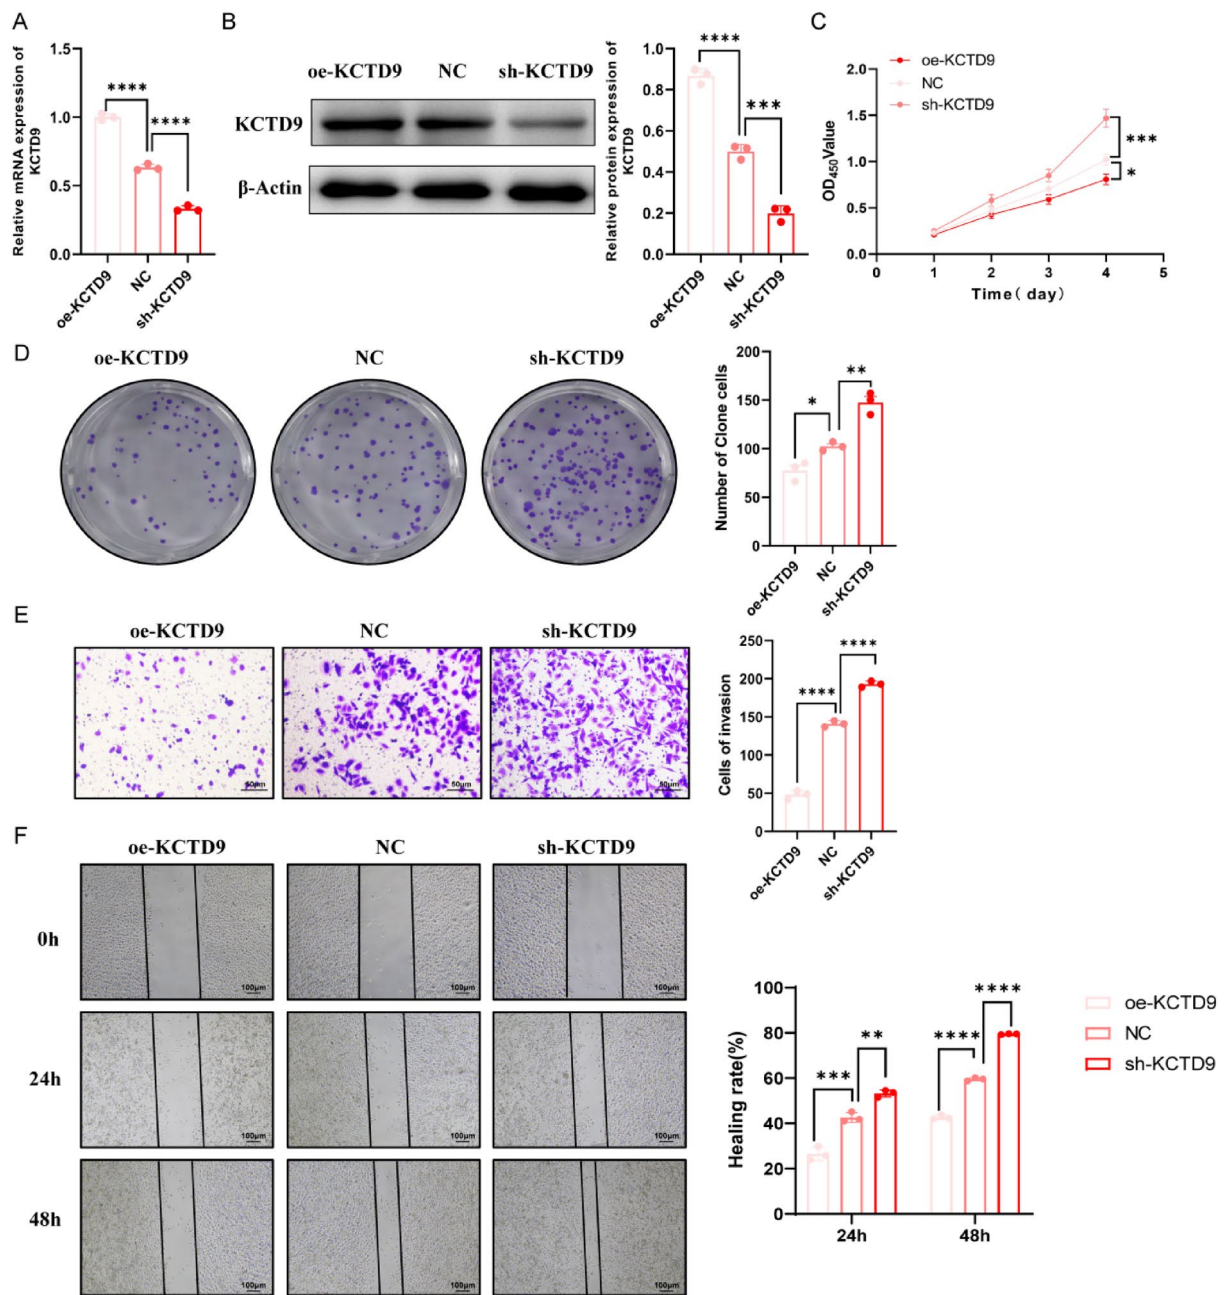 A
Relative mRNA expression of
KCTD9
1.5
1.0
0.5
0.0
****
****
oe-KCTD9
NC
sh-KCTD9
B
oe-KCTD9 NC sh-KCTD9
KCTD9
β-Actin
Relative protein expression of
KCTD9
1.0
0.8
0.6
0.4
0.2
0.0
****
***
oe-KCTD9
NC
sh-KCTD9
C
oe-KCTD9
NC
sh-KCTD9
OD450Value
2.0
1.5
1.0
0.5
0.0
***
*
0 1 2 3 4 5
Time( day)
D
oe-KCTD9 NC sh-KCTD9
Number of Clone cells
200
150
100
50
0
*
**
oe-KCTD9
NC
sh-KCTD9
E
oe-KCTD9 NC sh-KCTD9
50μm 50μm 50μm
Cells of invasion
250
200
150
100
50
0
****
****
oe-KCTD9
NC
sh-KCTD9
F
oe-KCTD9 NC sh-KCTD9
0h
100μm 100μm 100μm
24h
100μm 100μm 100μm
48h
100μm 100μm 100μm
Healing rate(%)
100
80
60
40
20
0
***
**
****
****
24h 48h
oe-KCTD9
NC
sh-KCTD9